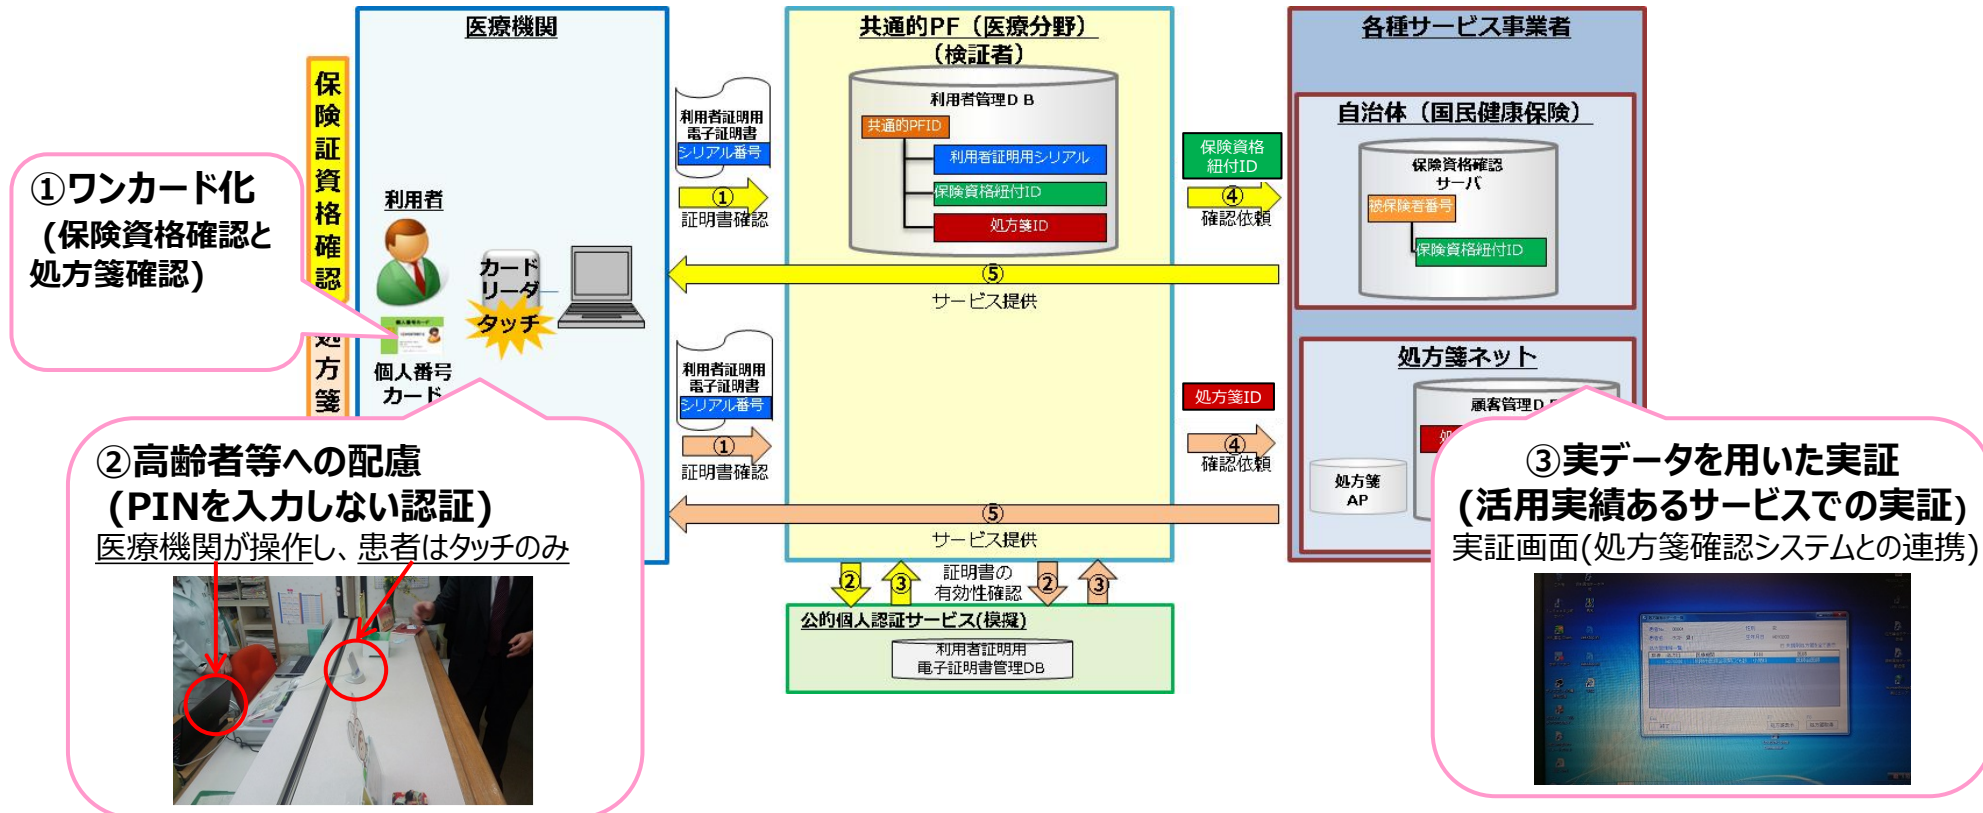 医療機関
保険証資格確認
処方箋
①ワンカード化
(保険資格確認と
処方箋確認)
利用者
カード
リーダ
タッチ
個人番号カード
個人番号
カード
利用者証明用
電子証明書
シリアル番号
①
証明書確認
利用者証明用
電子証明書
シリアル番号
①
証明書確認
共通的PF（医療分野）
（検証者）
利用者管理DB
共通的PFID
利用者証明用シリアル
保険資格紐付ID
処方箋ID
⑤
サービス提供
⑤
サービス提供
保険資格
紐付ID
④
確認依頼
処方箋ID
④
確認依頼
各種サービス事業者
自治体（国民健康保険）
保険資格確認
サーバ
被保険者番号
保険資格紐付ID
処方箋ネット
顧客管理D
処方箋
AP
②
③
証明書の
有効性確認
②
③
公的個人認証サービス(模擬)
利用者証明用
電子証明書管理DB
②高齢者等への配慮
(PINを入力しない認証)
医療機関が操作し、患者はタッチのみ
③実データを用いた実証
(活用実績あるサービスでの実証)
実証画面(処方箋確認システムとの連携)